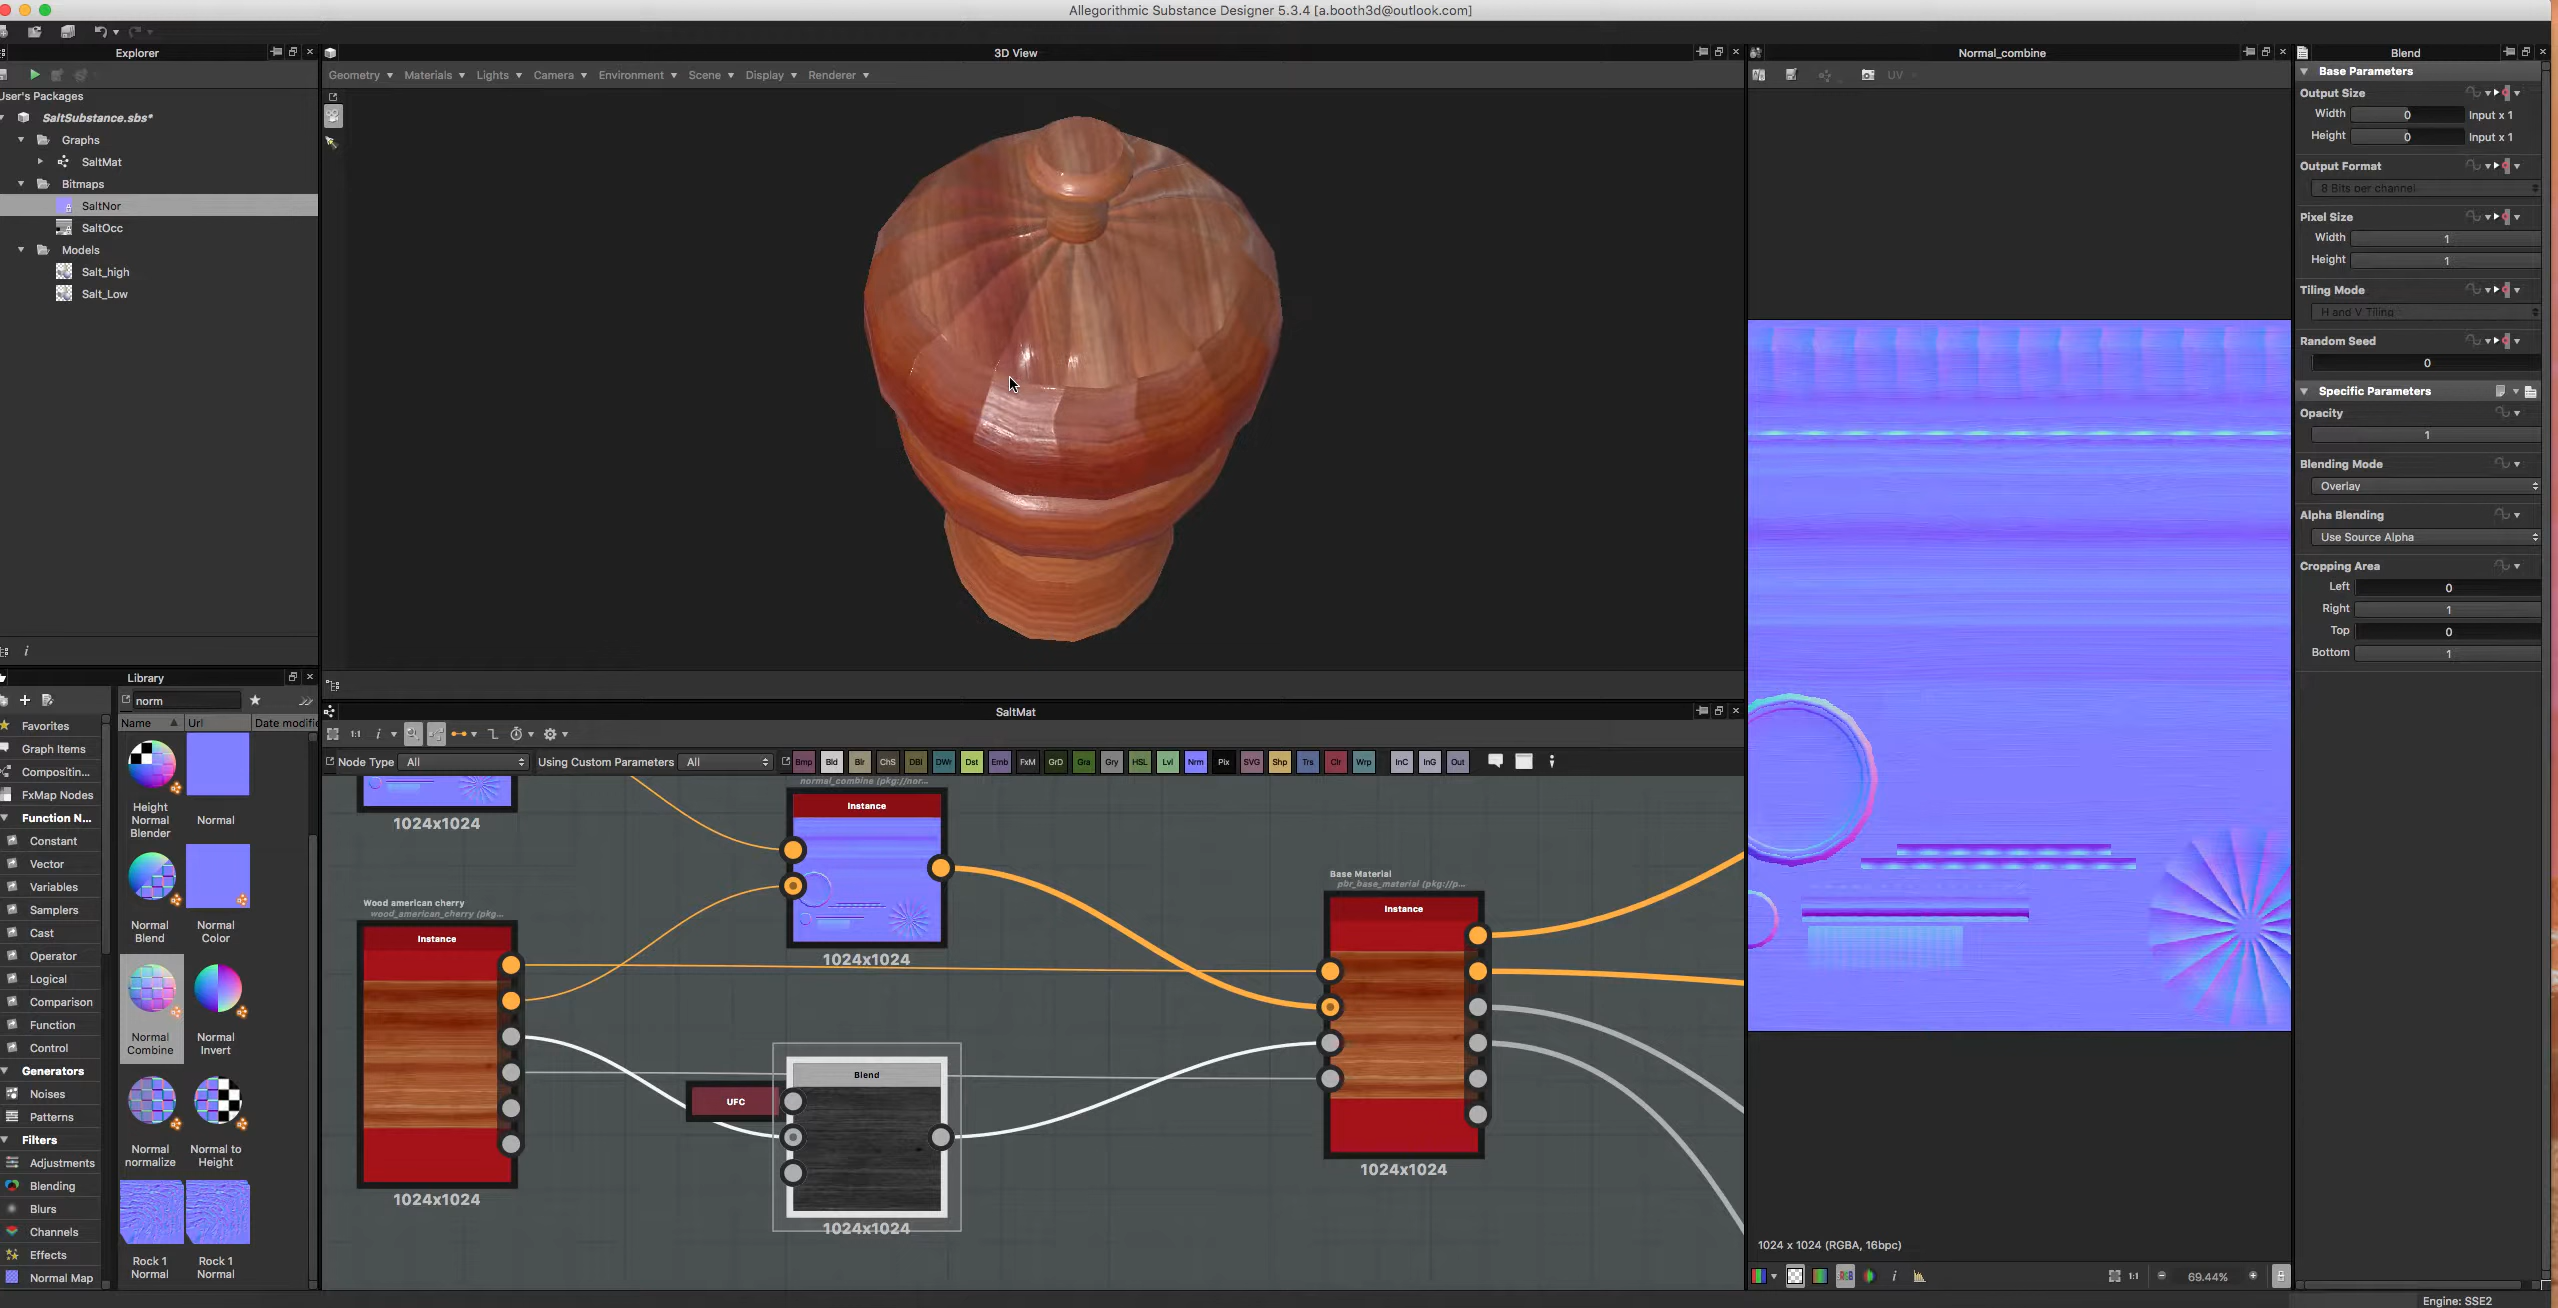 Allegorithmic Substance Designer 5.3.4 [a.booth3d@outlook.com]
Explorer
User's Packages
SaltSubstance.sbs*
Graphs
SaltMat
Bitmaps
SaltNor
SaltOcc
Models
Salt_high
Salt_Low
i
3D View
Geometry Materials Lights Camera Environment Scene Display Renderer
Library
norm
Name Url Date modifi
Favorites
Graph Items
Compositin...
FxMap Nodes
Function N...
Constant
Vector
Variables
Samplers
Cast
Operator
Logical
Comparison
Function
Control
Generators
Noises
Patterns
Filters
Adjustments
Blending
Blurs
Channels
Effects
Normal Map
Height
Normal
Blender
Normal
Normal
Blend
Normal
Color
Normal
Combine
Normal
Invert
Normal
normalize
Normal to
Height
Rock 1
Normal
Rock 1
Normal
SaltMat
1:1 i
Node Type All Using Custom Parameters All
Bmp Bld Blr ChS DBl DWr Dst Emb FxM GrD Gra Gry HSL Lvl Nrm Pix SVG Shp Trs Clr Wrp InC InG Out
1024x1024
normal_combine (pkg://nor...
Instance
1024x1024
Wood american cherry
wood_american_cherry (pkg...
Instance
1024x1024
UFC
Blend
1024x1024
Base Material
pbr_base_material (pkg://p...
Instance
1024x1024
Normal_combine
UV
1024 x 1024 (RGBA, 16bpc)
i 1:1 69.44%
Blend
Base Parameters
Output Size
Width 0 Input x 1
Height 0 Input x 1
Output Format
8 Bits per channel
Pixel Size
Width 1
Height 1
Tiling Mode
H and V Tiling
Random Seed
0
Specific Parameters
Opacity
1
Blending Mode
Overlay
Alpha Blending
Use Source Alpha
Cropping Area
Left 0
Right 1
Top 0
Bottom 1
Engine: SSE2